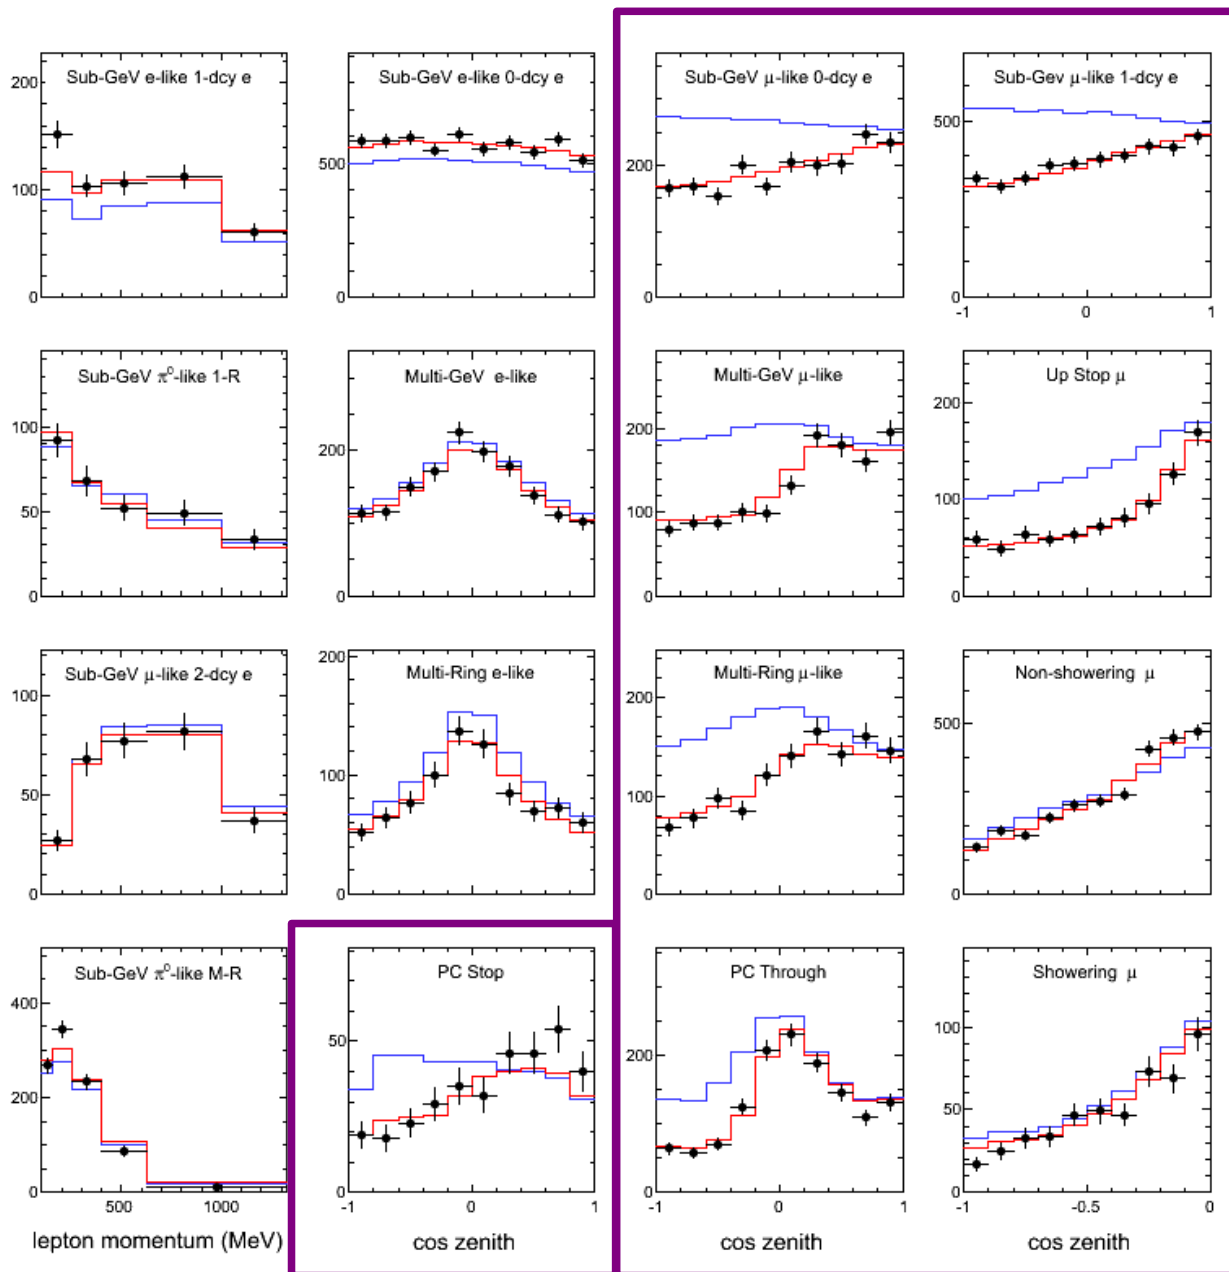 Sub-GeV e-like 1-dcy e
200
100
0
Sub-GeV e-like 0-dcy e
500
0
Sub-GeV μ-like 0-dcy e
200
0
Sub-Gev μ-like 1-dcy e
500
0
-1 0 1
Sub-GeV π⁰-like 1-R
100
50
0
Multi-GeV e-like
200
0
Multi-GeV μ-like
200
100
0
Up Stop μ
200
100
0
Sub-GeV μ-like 2-dcy e
100
50
0
Multi-Ring e-like
200
100
0
Multi-Ring μ-like
200
100
0
Non-showering μ
500
0
Sub-GeV π⁰-like M-R
400
200
0
500 1000
lepton momentum (MeV)
PC Stop
50
0
-1 0 1
cos zenith
PC Through
200
0
-1 0 1
cos zenith
Showering μ
100
50
0
-1 -0.5 0
cos zenith